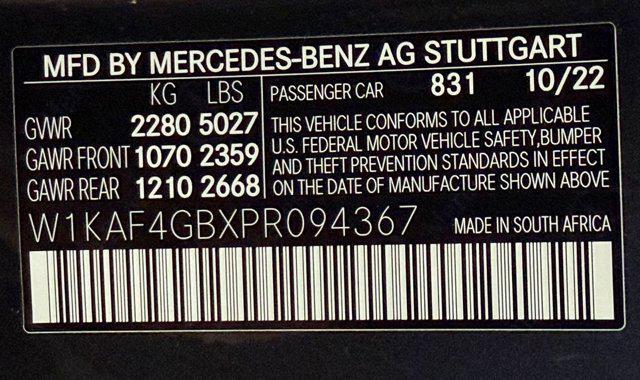 MFD BY MERCEDES-BENZ AG STUTTGART
KG LBS
GVWR 2280 5027
GAWR FRONT 1070 2359
GAWR REAR 1210 2668
PASSENGER CAR 831 10/22
THIS VEHICLE CONFORMS TO ALL APPLICABLE
U.S. FEDERAL MOTOR VEHICLE SAFETY,BUMPER
AND THEFT PREVENTION STANDARDS IN EFFECT
ON THE DATE OF MANUFACTURE SHOWN ABOVE
W1KAF4GBXPR094367
MADE IN SOUTH AFRICA